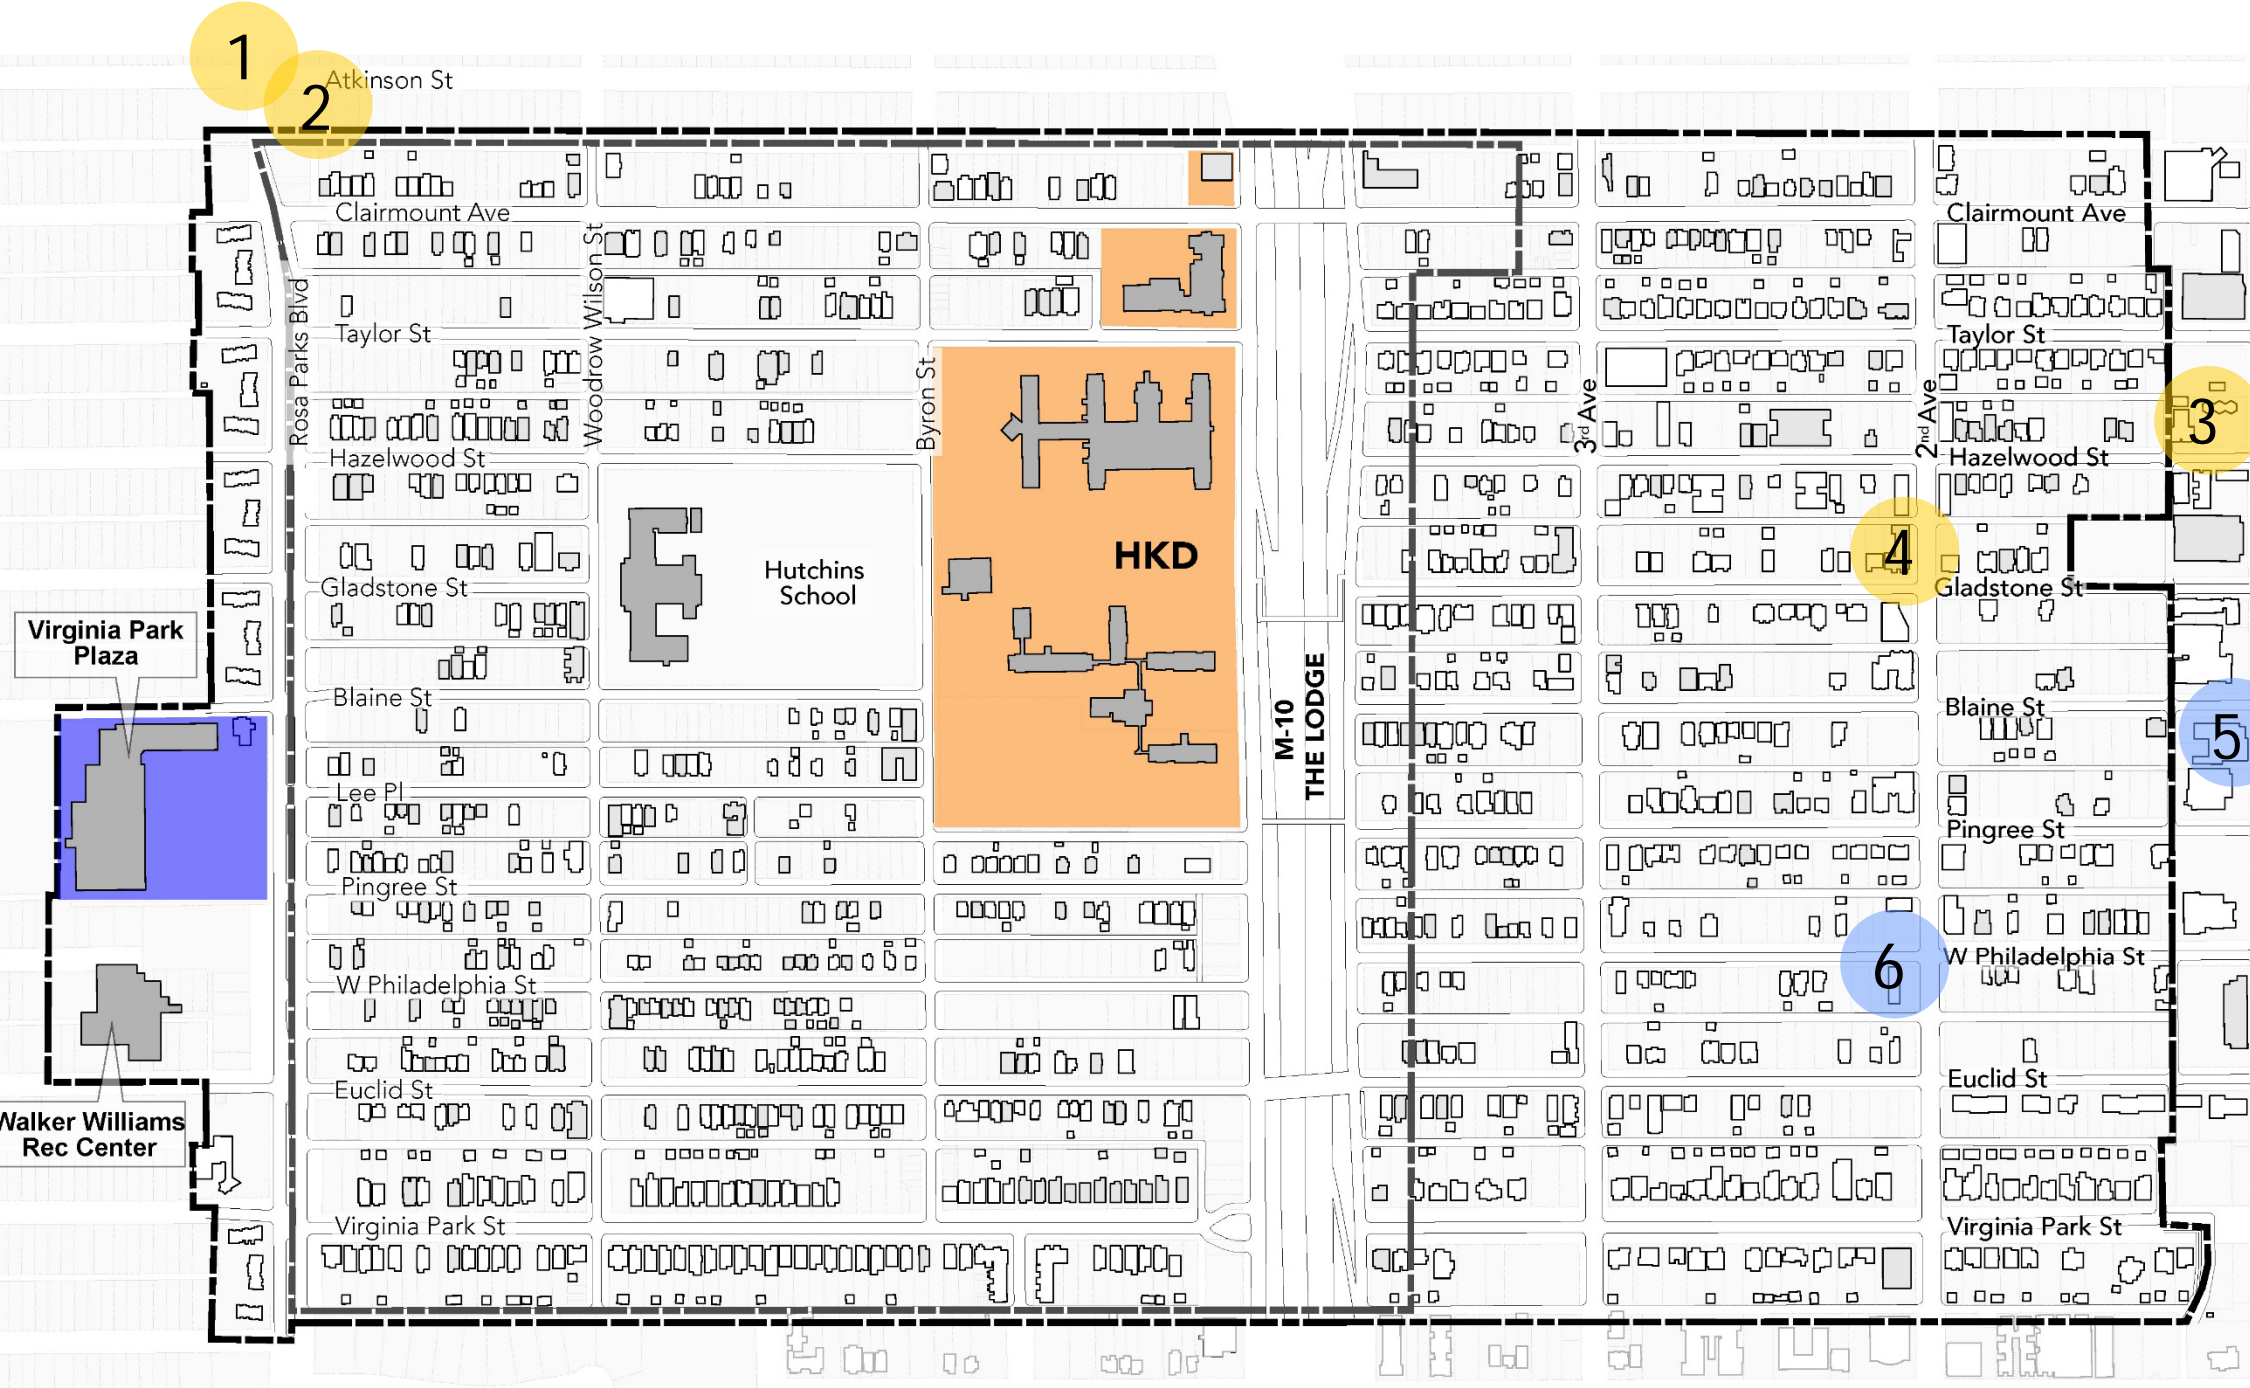 1
2
Atkinson St
Clairmount Ave
Clairmount Ave
Rosa Parks Blvd
Woodrow Wilson St
Taylor St
Taylor St
Byron St
3rd Ave
2nd Ave
3
Hazelwood St
Hazelwood St
4
HKD
Hutchins
School
Gladstone St
Gladstone St
Virginia Park
Plaza
M-10
THE LODGE
Blaine St
Blaine St
5
Lee Pl
Pingree St
Pingree St
6
W Philadelphia St
W Philadelphia St
Euclid St
Euclid St
Walker Williams
Rec Center
Virginia Park St
Virginia Park St